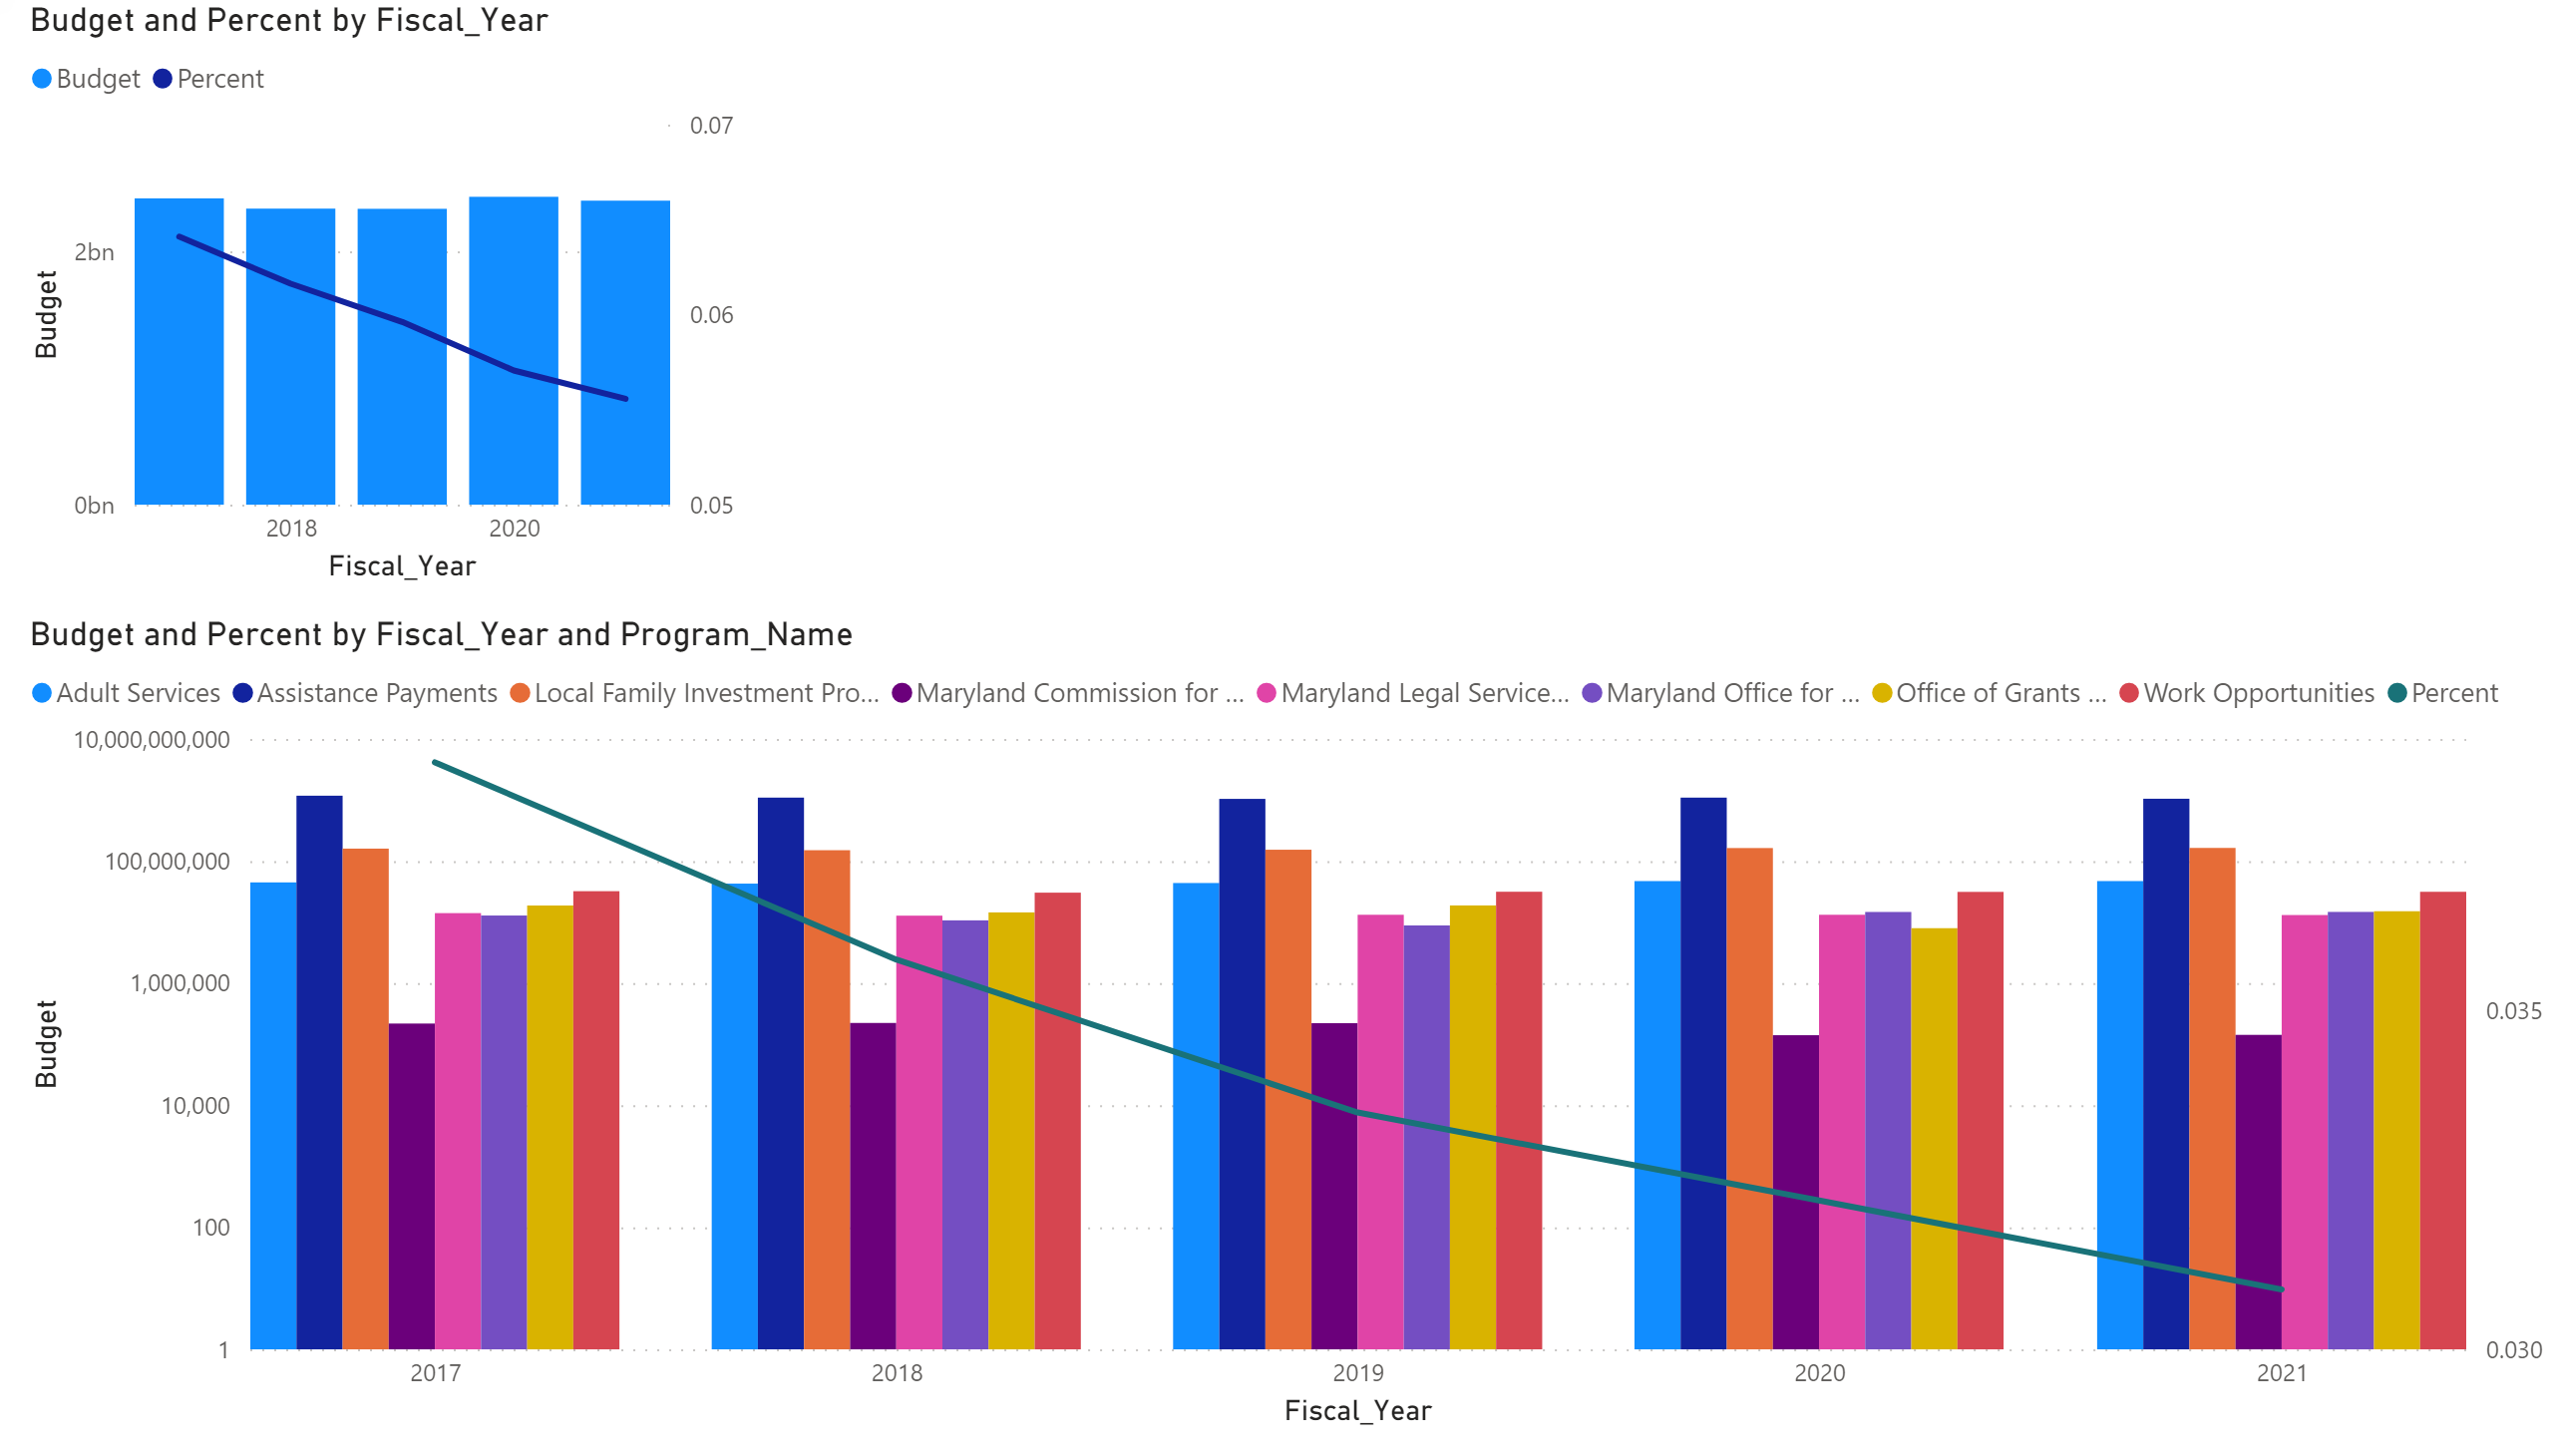 Budget and Percent by Fiscal_Year
Budget Percent
0.07
2bn
0.06
Budget
0bn
0.05
2018 2020
Fiscal_Year
Budget and Percent by Fiscal_Year and Program_Name
Adult Services Assistance Payments Local Family Investment Pro... Maryland Commission for ... Maryland Legal Service... Maryland Office for ... Office of Grants ... Work Opportunities Percent
10,000,000,000
100,000,000
1,000,000
0.035
Budget
10,000
100
1
0.030
2017 2018 2019 2020 2021
Fiscal_Year